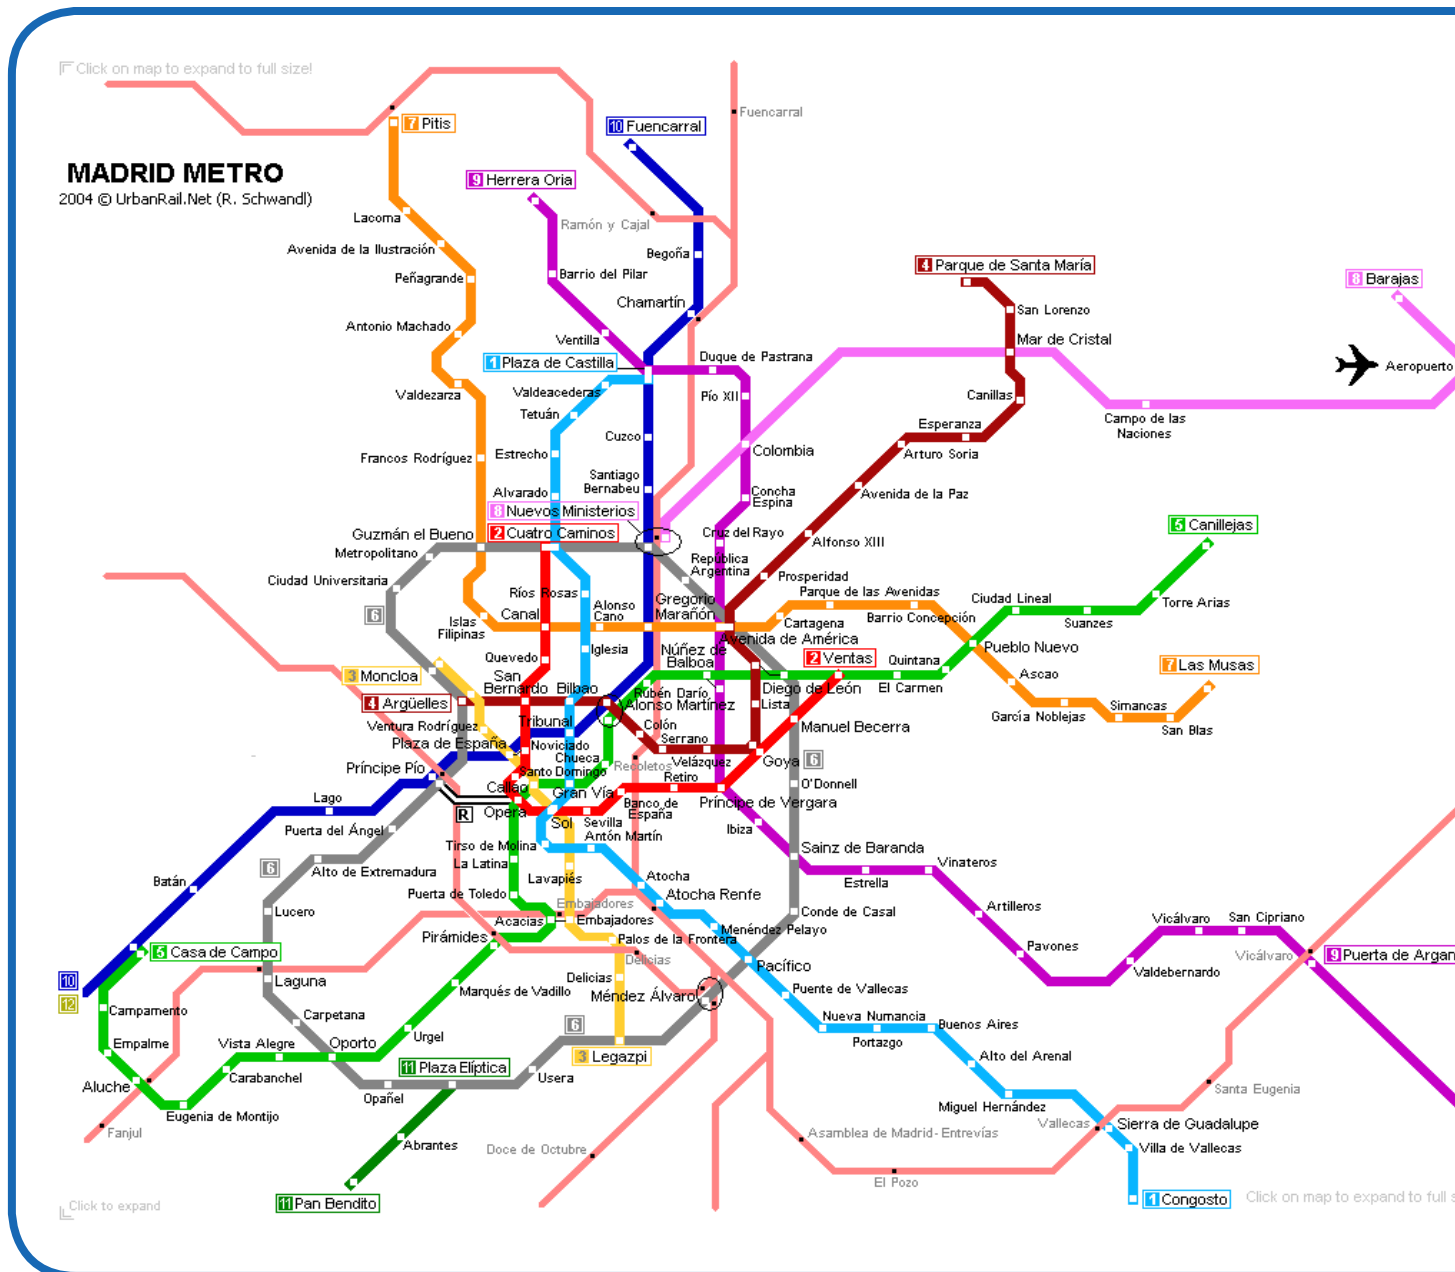 Click on map to expand to full size!
MADRID METRO
2004 © UrbanRail.Net (R. Schwandl)
7 Pitis
10 Fuencarral
Fuencarral
9 Herrera Oria
Ramón y Cajal
Lacoma
Avenida de la Ilustración
Begoña
Peñagrande
Barrio del Pilar
4 Parque de Santa María
8 Barajas
Chamartín
San Lorenzo
Antonio Machado
Ventilla
Mar de Cristal
1 Plaza de Castilla
Duque de Pastrana
Aeropuerto
Valdezarza
Valdeacederas
Pío XII
Canillas
Tetuán
Campo de las
Naciones
Cuzco
Esperanza
Francos Rodríguez
Estrecho
Colombia
Arturo Soria
Santiago
Bernabeu
Alvarado
Concha
Espina
Avenida de la Paz
8 Nuevos Ministerios
Guzmán el Bueno
2 Cuatro Caminos
Cruz del Rayo
Alfonso XIII
5 Canillejas
Metropolitano
República
Argentina
Ciudad Universitaria
Prosperidad
Ríos Rosas
Alonso
Cano
Gregorio
Marañón
Parque de las Avenidas
Ciudad Lineal
Torre Arias
6
Islas
Filipinas
Canal
Cartagena
Barrio Concepción
Suanzes
Avenida de América
Quevedo
Iglesia
Núñez de
Balboa
2 Ventas
Pueblo Nuevo
3 Moncloa
San
Bernardo
Bilbao
Rubén Darío
Diego de León
El Carmen
Quintana
7 Las Musas
Ascao
4 Argüelles
Alonso Martínez
Lista
García Noblejas
Simancas
San Blas
Ventura Rodríguez
Tribunal
Colón
Manuel Becerra
Plaza de España
Noviciado
Serrano
Chueca
Velázquez
Goya
6
Príncipe Pío
Santo Domingo
Recoletos
Retiro
O'Donnell
Lago
Callao
Gran Vía
Banco de
España
Príncipe de Vergara
R
Opera
Sol
Sevilla
Puerta del Ángel
Ibiza
Antón Martín
Tirso de Molina
Sainz de Baranda
6
Alto de Extremadura
La Latina
Vinateros
Batán
Lavapiés
Atocha
Estrella
Puerta de Toledo
Atocha Renfe
Lucero
Embajadores
Acacias
Embajadores
Conde de Casal
Artilleros
Vicálvaro
San Cipriano
Menéndez Pelayo
Pirámides
Palos de la Frontera
Pavones
5 Casa de Campo
Delicias
Vicálvaro
9 Puerta de Argan
10
Laguna
Delicias
Pacífico
Valdebernardo
12
Marqués de Vadillo
Méndez Álvaro
Puente de Vallecas
Campamento
Carpetana
6
Nueva Numancia
Buenos Aires
Urgel
Portazgo
Empalme
Vista Alegre
Oporto
3 Legazpi
Alto del Arenal
Carabanchel
11 Plaza Elíptica
Aluche
Usera
Santa Eugenia
Opañel
Eugenia de Montijo
Miguel Hernández
Fanjul
Vallecas
Sierra de Guadalupe
Abrantes
Asamblea de Madrid-Entrevías
Doce de Octubre
Villa de Vallecas
El Pozo
Click to expand
11 Pan Bendito
1 Congosto
Click on map to expand to full s